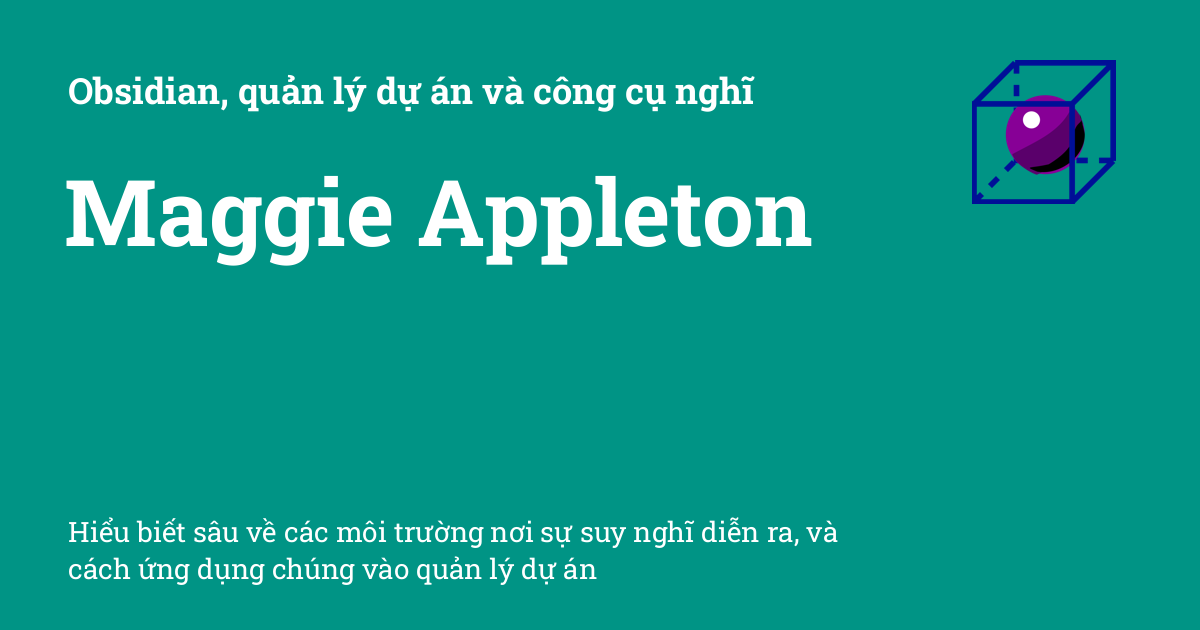 Obsidian, quản lý dự án và công cụ nghĩ
Maggie Appleton
Hiểu biết sâu về các môi trường nơi sự suy nghĩ diễn ra, và
cách ứng dụng chúng vào quản lý dự án